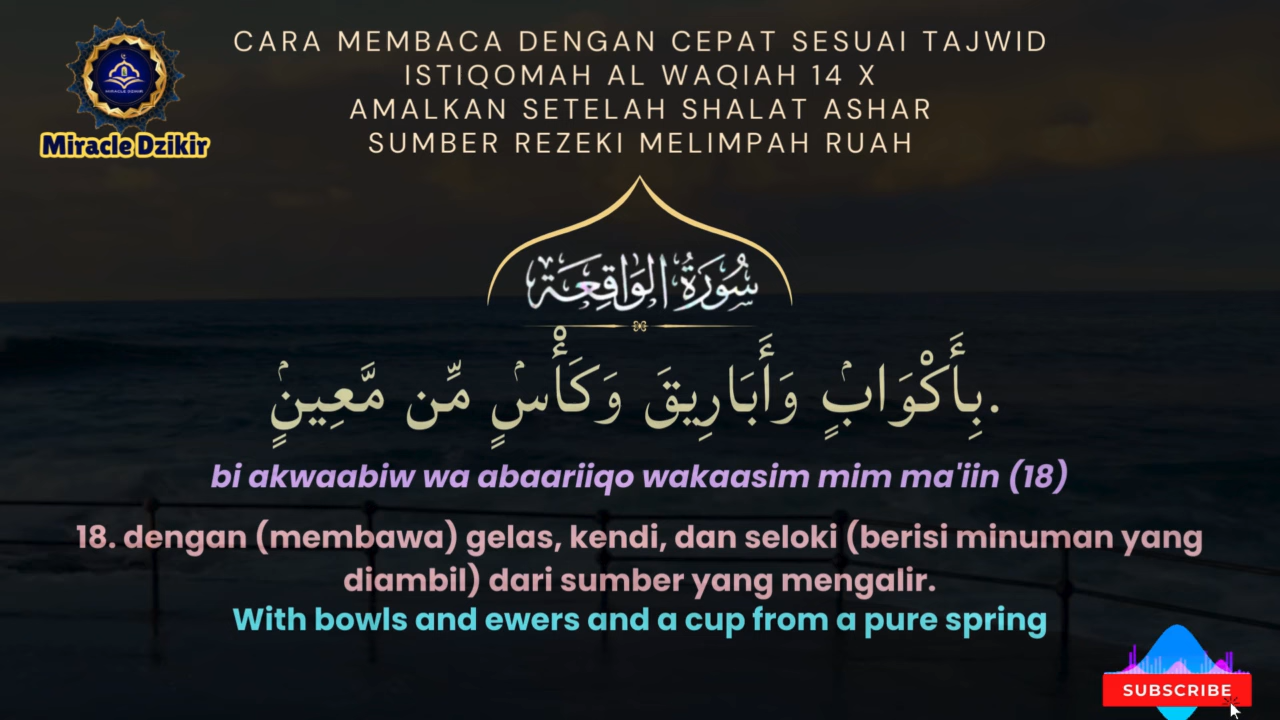 CARA MEMBACA DENGAN CEPAT SESUAI TAJWID
ISTIQOMAH AL WAQIAH 14 X
AMALKAN SETELAH SHALAT ASHAR
SUMBER REZEKI MELIMPAH RUAH
MIRACLE DZIKIR
Miracle Dzikir
سُورَةُ الوَاقِعَة
بِأَكْوَابٍۢ وَأَبَارِيقَ وَكَأْسٍۢ مِّن مَّعِينٍۢ.
bi akwaabiw wa abaariiqo wakaasim mim ma'iin (18)
18. dengan (membawa) gelas, kendi, dan seloki (berisi minuman yang
diambil) dari sumber yang mengalir.
With bowls and ewers and a cup from a pure spring
SUBSCRIBE